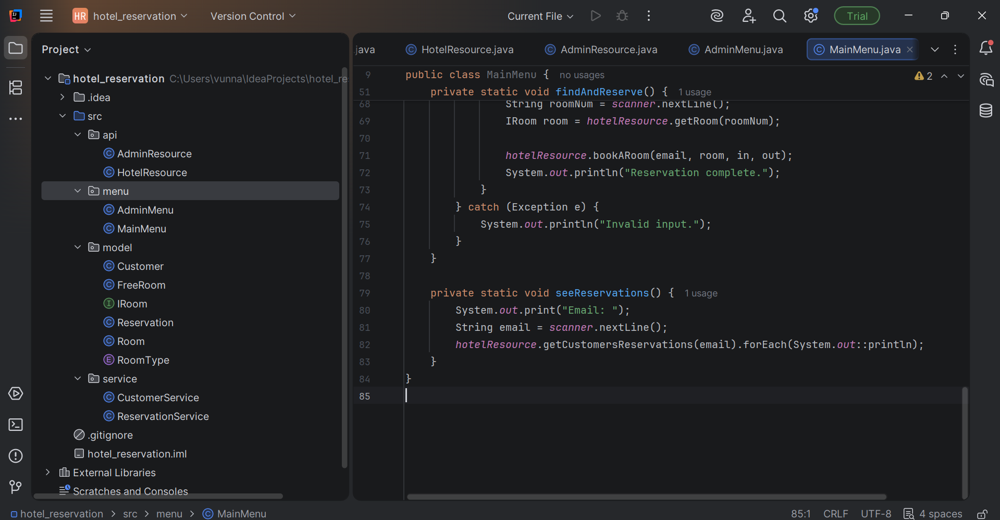 HR hotel_reservation Version Control Current File Trial
Project
.java HotelResource.java AdminResource.java AdminMenu.java MainMenu.java
hotel_reservation C:\Users\vunna\IdeaProjects\hotel_re
.idea
src
api
AdminResource
HotelResource
menu
AdminMenu
MainMenu
model
Customer
FreeRoom
IRoom
Reservation
Room
RoomType
service
CustomerService
ReservationService
.gitignore
hotel_reservation.iml
External Libraries
Scratches and Consoles
2
9 public class MainMenu { no usages
51 private static void findAndReserve() { 1 usage
68 String roomNum = scanner.nextLine();
69 IRoom room = hotelResource.getRoom(roomNum);
70
71 hotelResource.bookARoom(email, room, in, out);
72 System.out.println("Reservation complete.");
73 }
74 } catch (Exception e) {
75 System.out.println("Invalid input.");
76 }
77 }
78
79 private static void seeReservations() { 1 usage
80 System.out.print("Email: ");
81 String email = scanner.nextLine();
82 hotelResource.getCustomersReservations(email).forEach(System.out::println);
83 }
84 }
85
hotel_reservation > src > menu > MainMenu 85:1 CRLF UTF-8 4 spaces